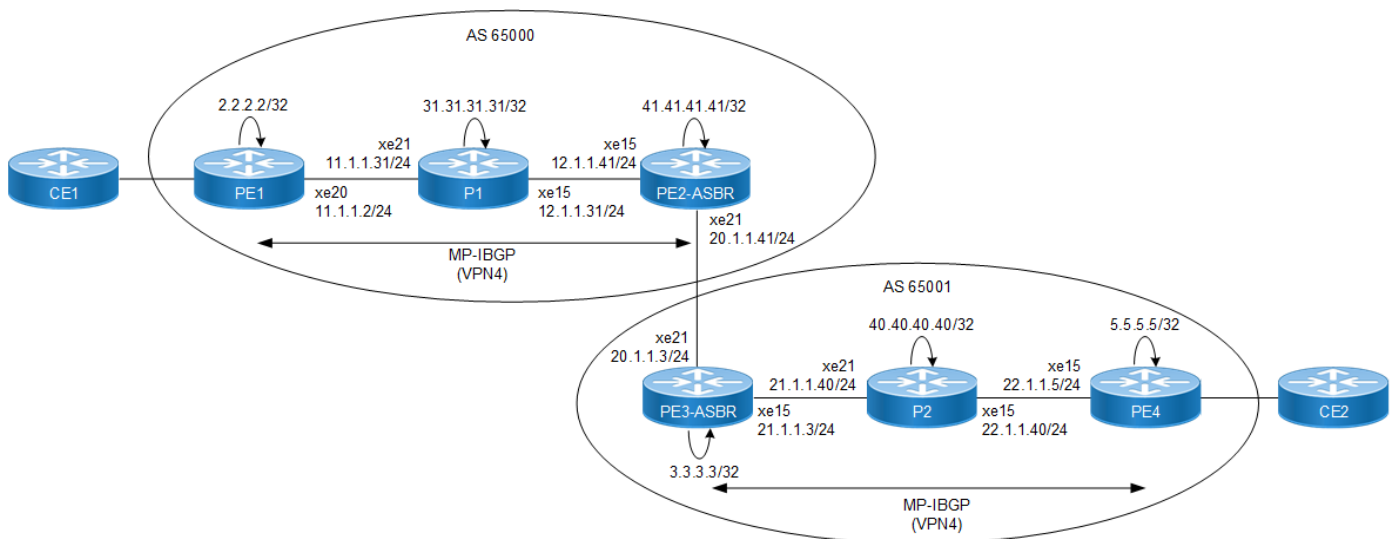 AS 65000
2.2.2.2/32
31.31.31.31/32
41.41.41.41/32
xe21
11.1.1.31/24
xe15
12.1.1.41/24
CE1
PE1
P1
PE2-ASBR
xe20
11.1.1.2/24
xe15
12.1.1.31/24
xe21
20.1.1.41/24
MP-IBGP
(VPN4)
AS 65001
40.40.40.40/32
5.5.5.5/32
xe21
20.1.1.3/24
xe21
21.1.1.40/24
xe15
22.1.1.5/24
PE3-ASBR
P2
PE4
CE2
xe15
21.1.1.3/24
xe15
22.1.1.40/24
3.3.3.3/32
MP-IBGP
(VPN4)